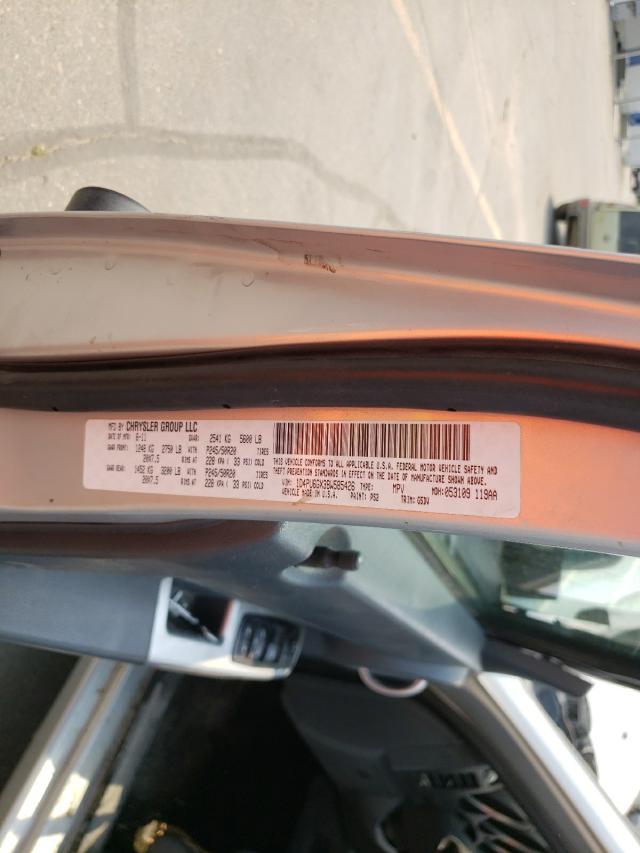 MFD BY CHRYSLER GROUP LLC
DATE OF MFR: 6-11 GVWR: 2541 KG 5600 LB
GAWR FRONT: 1248 KG 2750 LB WITH P245/50R20 TIRES
20X7.5 RIMS AT 228 KPA ( 33 PSI) COLD
GAWR REAR: 1452 KG 3200 LB WITH P245/50R20 TIRES
20X7.5 RIMS AT 228 KPA ( 33 PSI) COLD
THIS VEHICLE CONFORMS TO ALL APPLICABLE U.S.A. FEDERAL MOTOR VEHICLE SAFETY AND
THEFT PREVENTION STANDARDS IN EFFECT ON THE DATE OF MANUFACTURE SHOWN ABOVE.
VIN: 1D4PU6GX3BW585426 TYPE: MPV MDH: 053109 119AA
MADE IN U.S.A. PAINT: PS2 TRIM: GSDV